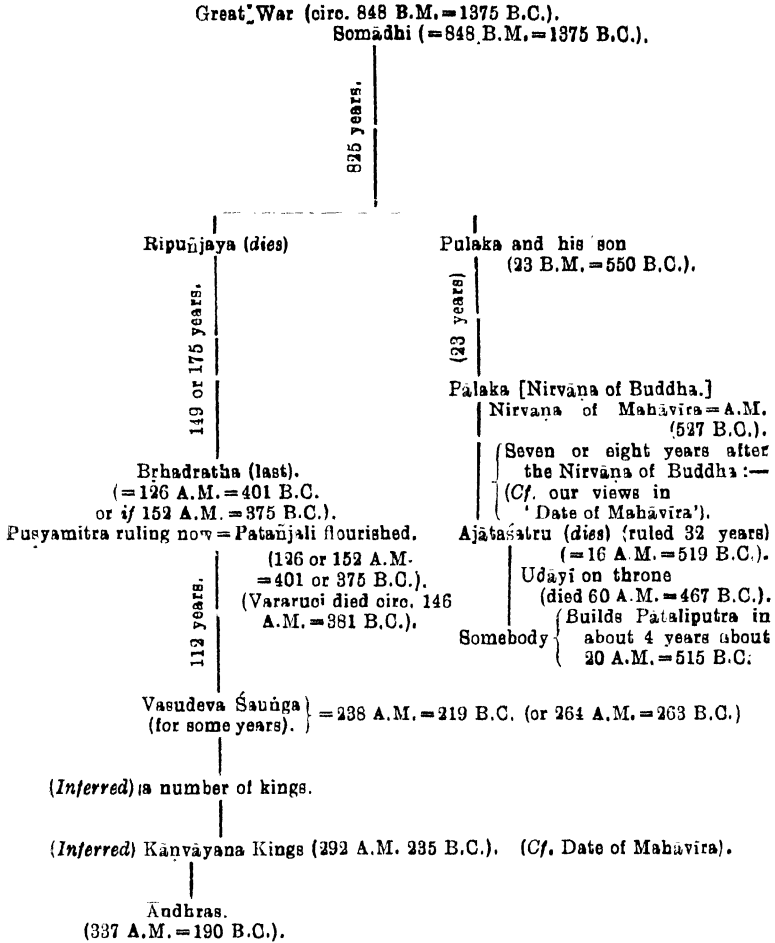 Great War (circ. 848 B.M.=1375 B.C.).
Somādhi (=848 B.M.=1375 B.C.).
825 years.
Ripuñjaya (dies)
149 or 175 years.
Bṛhadratha (last).
(=126 A.M.=401 B.C.
or if 152 A.M.=375 B.C.).
Puṣyamitra ruling now=Patañjali flourished.
(126 or 152 A.M.
=401 or 375 B.C.).
(Vararuci died circ. 146
A.M.=381 B.C.).
112 years.
Pulaka and his son
(23 B.M.=550 B.C.).
(23 years)
Pālaka [Nirvāṇa of Buddha.]
Nirvaṇa of Mahāvīra=A.M.
(527 B.C.).
Seven or eight years after
the Nirvāṇa of Buddha:—
(Cf. our views in
'Date of Mahāvira').
Ajātaśatru (dies) (ruled 32 years)
(=16 A.M.=519 B.C.).
Udāyī on throne
(died 60 A.M.=467 B.C.).
Somebody { Builds Pāṭaliputra in
about 4 years about
20 A.M.=515 B.C.
Vasudeva Śauṅga
(for some years). } =238 A.M.=219 B.C. (or 264 A.M.=263 B.C.)
(Inferred) a number of kings.
(Inferred) Kāṇvāyana Kings (292 A.M. 235 B.C.). (Cf. Date of Mahāvira).
Āndhras.
(337 A.M.=190 B.C.).